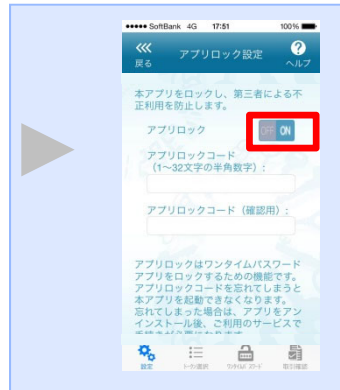 ●●●●● SoftBank 4G 17:51 100%
戻る アプリロック設定 ? ヘルプ
本アプリをロックし、第三者による不
正利用を防止します。
アプリロック OFF ON
アプリロックコード
(1~32文字の半角数字):
アプリロックコード(確認用):
アプリロックはワンタイムパスワード
アプリをロックするための機能です。
アプリロックコードを忘れてしまうと
本アプリを起動できなくなります。
忘れてしまった場合は、アプリをアン
インストール後、ご利用のサービスで
設定 トークン選択 ワンタイムパスワード 取引確認